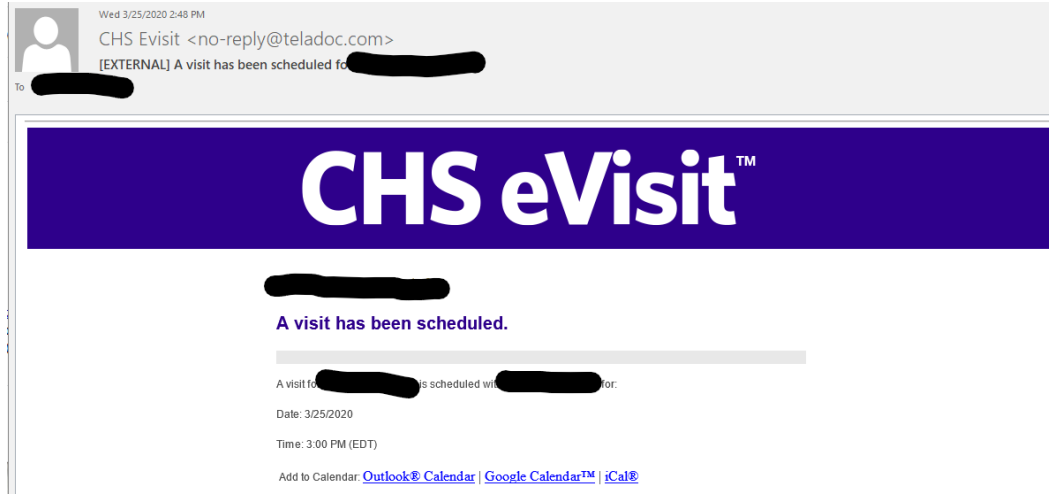 Wed 3/25/2020 2:48 PM
CHS Evisit <no-reply@teladoc.com>
[EXTERNAL] A visit has been scheduled fo
To
CHS eVisit™
A visit has been scheduled.
A visit fo is scheduled wi for:
Date: 3/25/2020
Time: 3:00 PM (EDT)
Add to Calendar: Outlook® Calendar | Google Calendar™ | iCal®